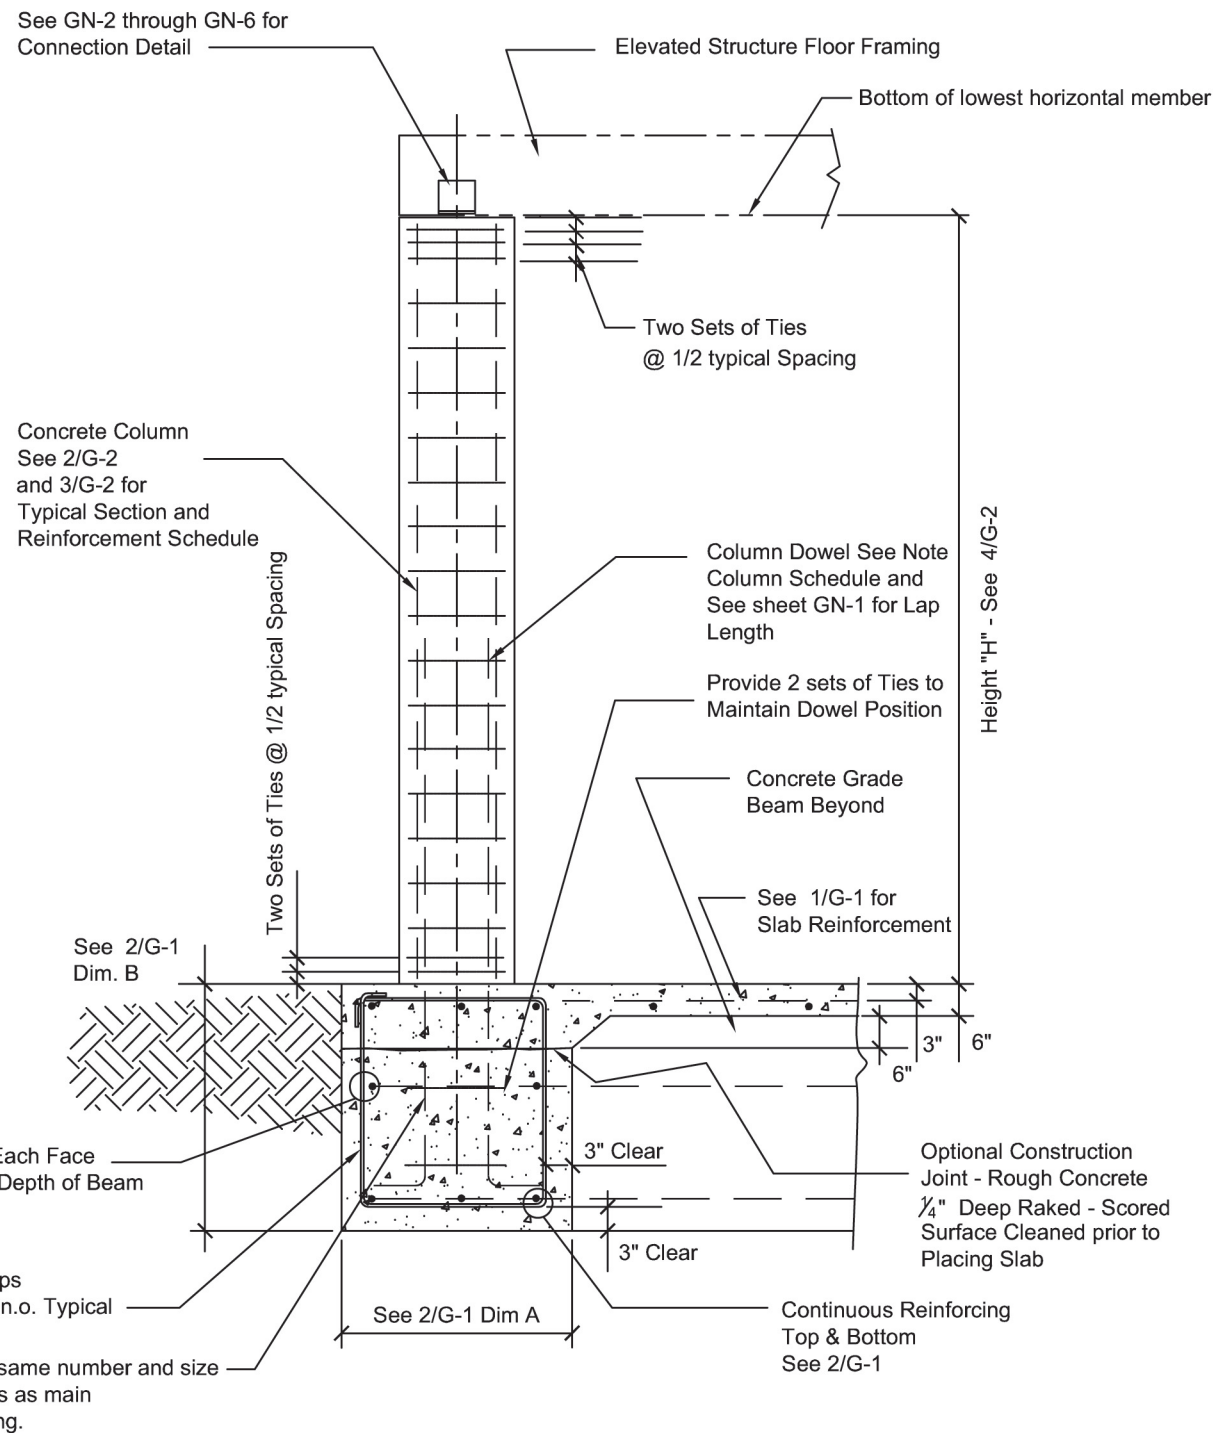 See GN-2 through GN-6 for
Connection Detail
Elevated Structure Floor Framing
Bottom of lowest horizontal member
Two Sets of Ties
@ 1/2 typical Spacing
Concrete Column
See 2/G-2
and 3/G-2 for
Typical Section and
Reinforcement Schedule
Two Sets of Ties @ 1/2 typical Spacing
Column Dowel See Note
Column Schedule and
See sheet GN-1 for Lap
Length
Height "H" - See 4/G-2
Provide 2 sets of Ties to
Maintain Dowel Position
Concrete Grade
Beam Beyond
See 1/G-1 for
Slab Reinforcement
See 2/G-1
Dim. B
3"
6"
6"
Each Face
Depth of Beam
3" Clear
3" Clear
Optional Construction
Joint - Rough Concrete
1/4" Deep Raked - Scored
Surface Cleaned prior to
Placing Slab
ps
n.o. Typical
See 2/G-1 Dim A
Continuous Reinforcing
Top & Bottom
See 2/G-1
same number and size
s as main
ng.